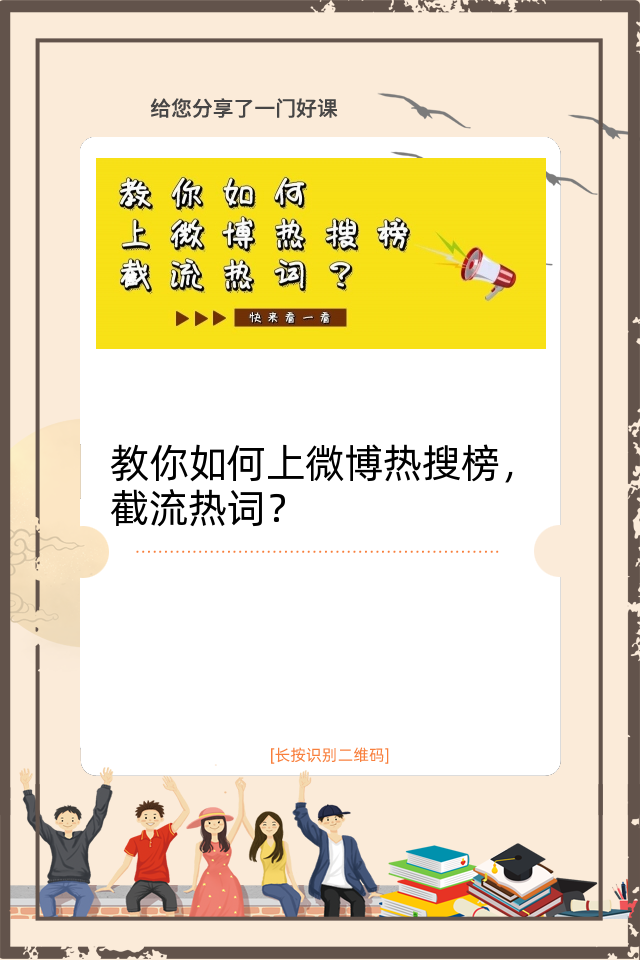 给您分享了一门好课
教你如何
上微博热搜榜
截流热词？
快来看一看
教你如何上微博热搜榜，
截流热词？
[长按识别二维码]